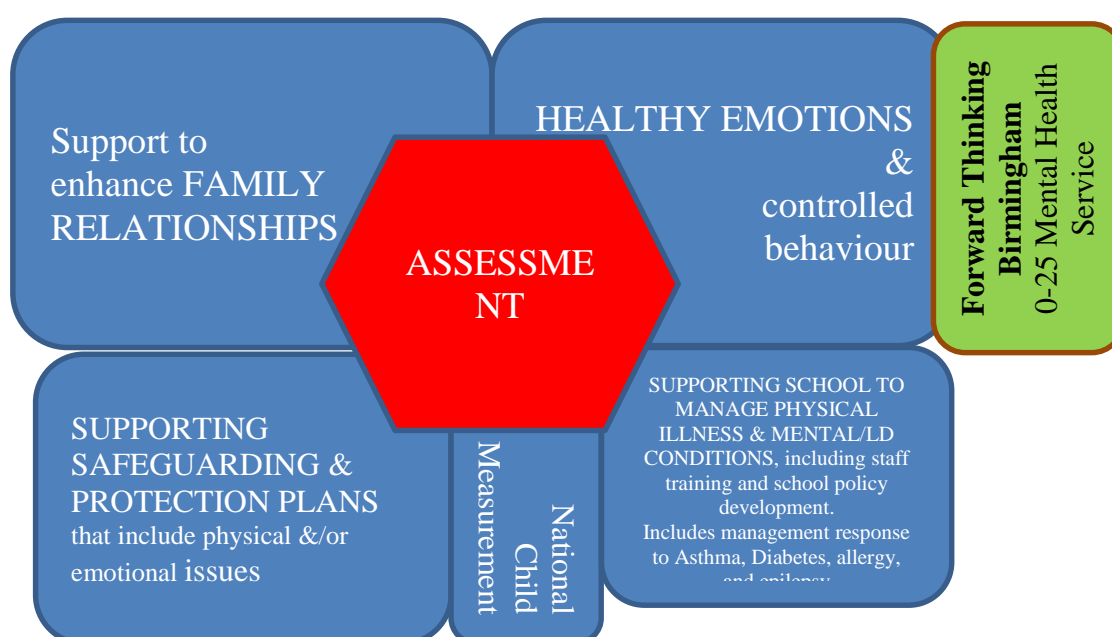 Support to
enhance FAMILY
RELATIONSHIPS
HEALTHY EMOTIONS
&
controlled
behaviour
Forward Thinking
Birmingham
0-25 Mental Health
Service
ASSESSME
NT
SUPPORTING
SAFEGUARDING &
PROTECTION PLANS
that include physical &/or
emotional issues
National
Child
Measurement
SUPPORTING SCHOOL TO
MANAGE PHYSICAL
ILLNESS & MENTAL/LD
CONDITIONS, including staff
training and school policy
development.
Includes management response
to Asthma, Diabetes, allergy,
and epilepsy